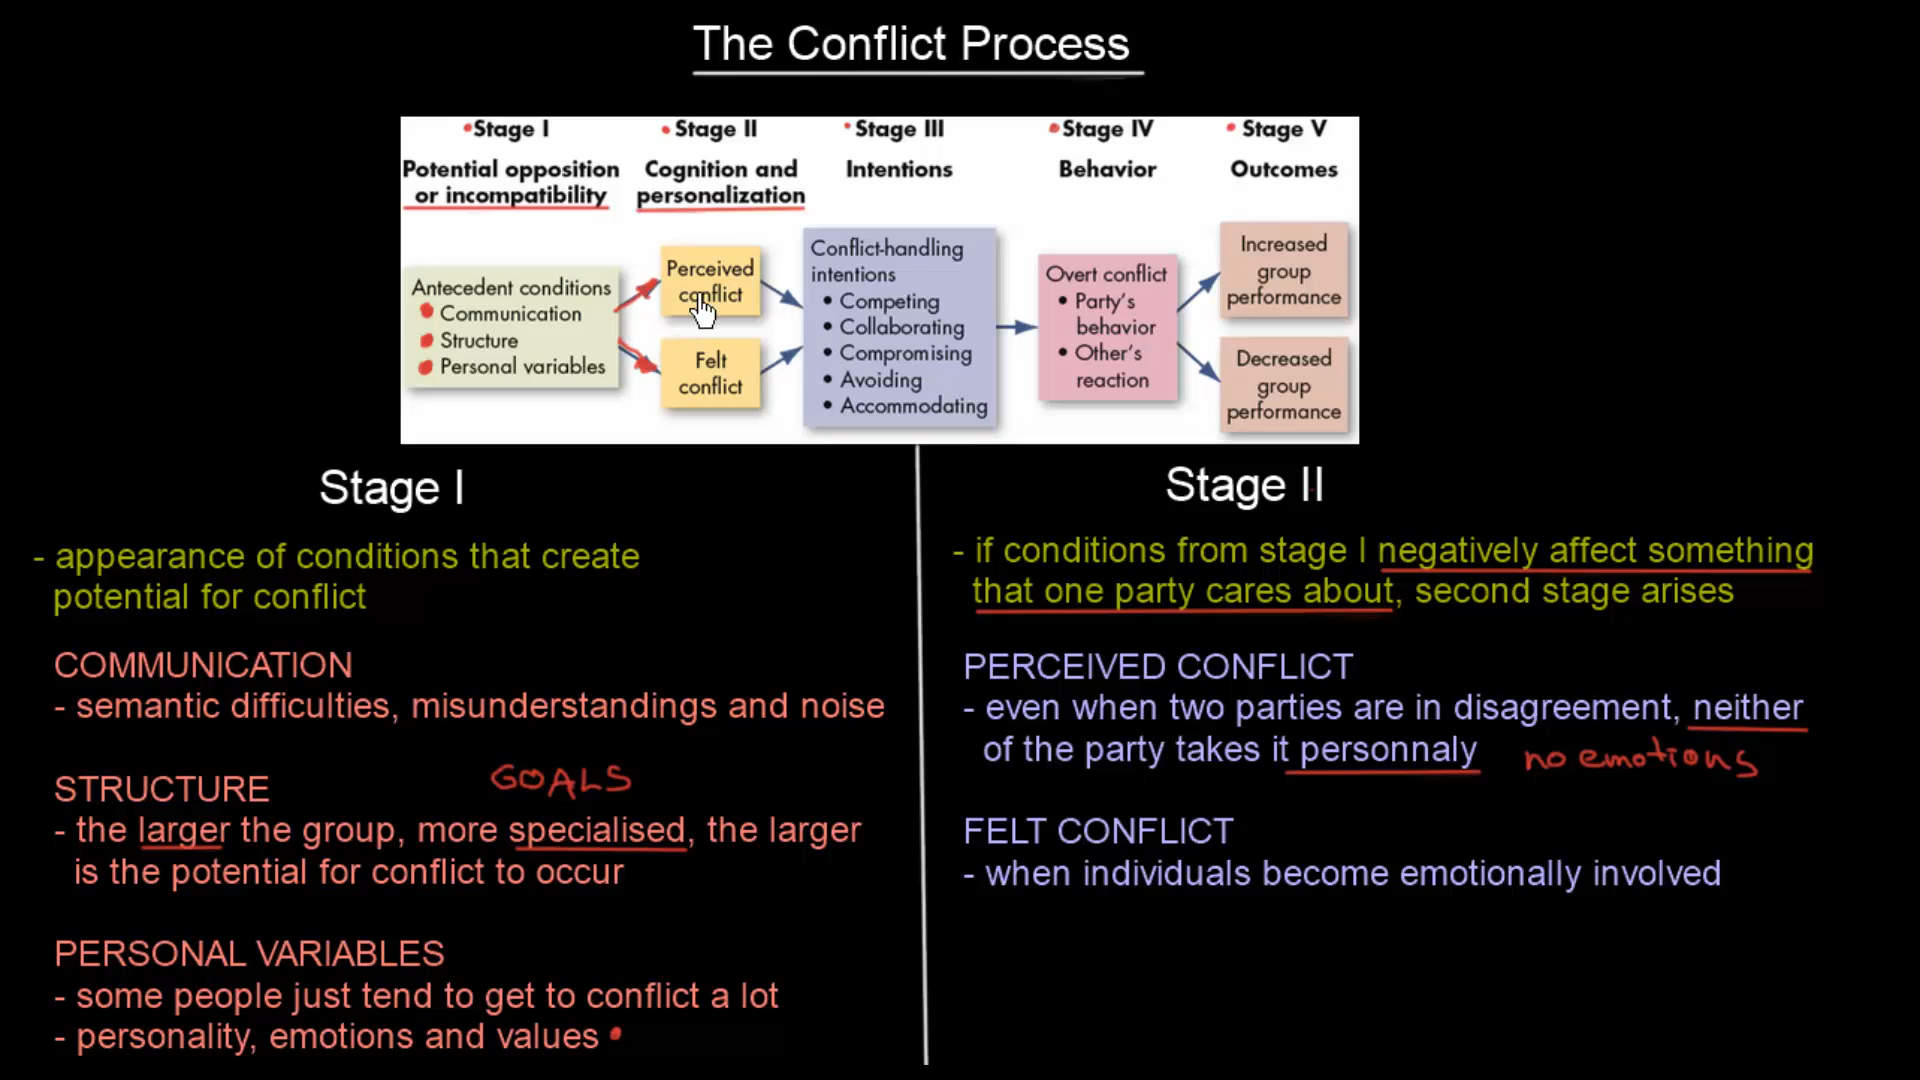 The Conflict Process
Stage I
Potential opposition
or incompatibility
Antecedent conditions
• Communication
• Structure
• Personal variables
Stage II
Cognition and
personalization
Perceived
conflict
Felt
conflict
Stage III
Intentions
Conflict-handling
intentions
• Competing
• Collaborating
• Compromising
• Avoiding
• Accommodating
Stage IV
Behavior
Overt conflict
• Party's
behavior
• Other's
reaction
Stage V
Outcomes
Increased
group
performance
Decreased
group
performance
Stage I
- appearance of conditions that create
potential for conflict
COMMUNICATION
- semantic difficulties, misunderstandings and noise
STRUCTURE
GOALS
- the larger the group, more specialised, the larger
is the potential for conflict to occur
PERSONAL VARIABLES
- some people just tend to get to conflict a lot
- personality, emotions and values
Stage II
- if conditions from stage I negatively affect something
that one party cares about, second stage arises
PERCEIVED CONFLICT
- even when two parties are in disagreement, neither
of the party takes it personnaly
no emotions
FELT CONFLICT
- when individuals become emotionally involved